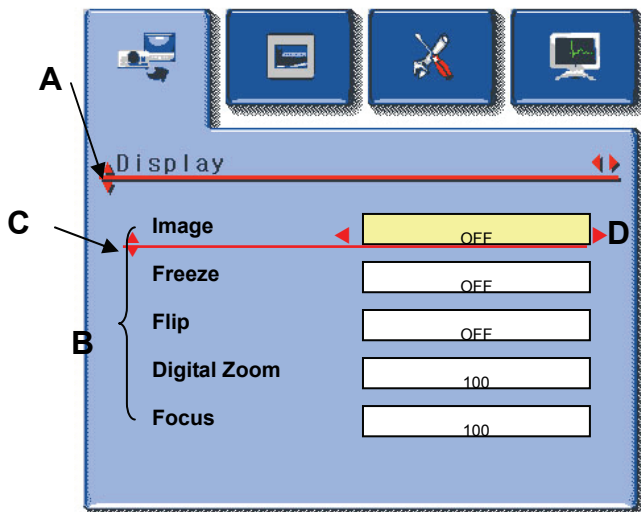 A
Display
C
Image OFF D
Freeze OFF
Flip OFF
B
Digital Zoom 100
Focus 100